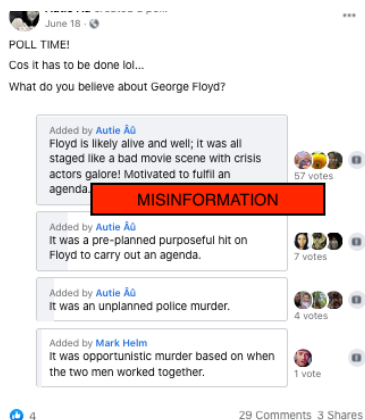 June 18 ·
POLL TIME!
Cos it has to be done lol...
What do you believe about George Floyd?
Added by Autie Âû
Floyd is likely alive and well; it was all
staged like a bad movie scene with crisis
actors galore! Motivated to fulfil an
agenda.
57 votes
MISINFORMATION
Added by Autie Âû
It was a pre-planned purposeful hit on
Floyd to carry out an agenda.
7 votes
Added by Autie Âû
It was an unplanned police murder.
4 votes
Added by Mark Helm
It was opportunistic murder based on when
the two men worked together.
1 vote
4
29 Comments 3 Shares